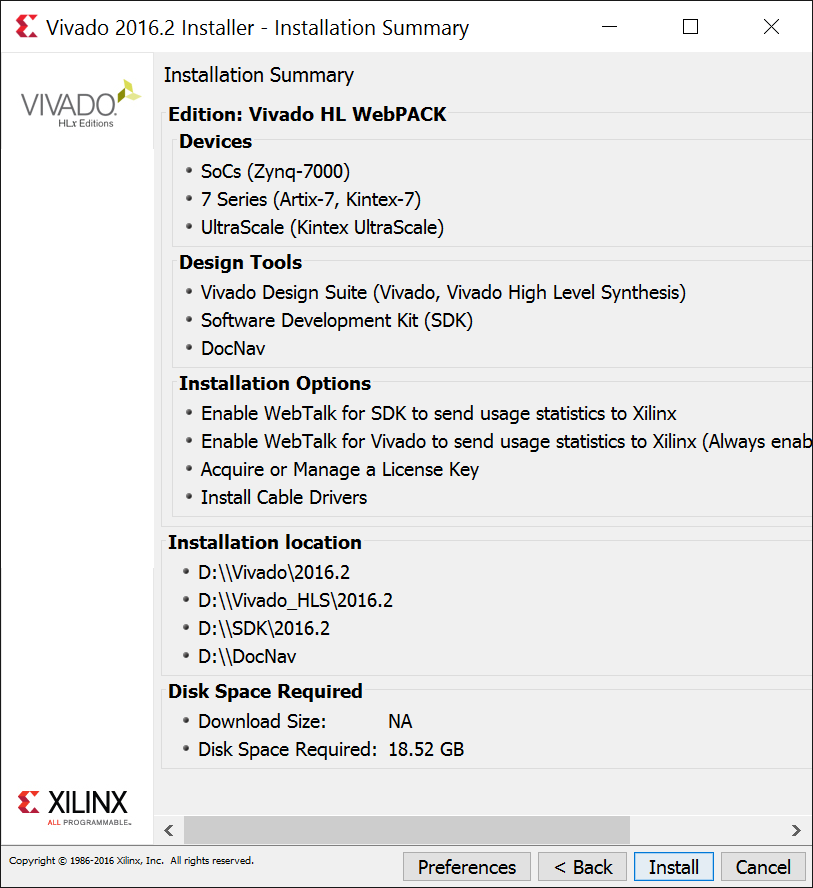 Vivado 2016.2 Installer - Installation Summary
VIVADO.
HLx Editions
Installation Summary
Edition: Vivado HL WebPACK
Devices
SoCs (Zynq-7000)
7 Series (Artix-7, Kintex-7)
UltraScale (Kintex UltraScale)
Design Tools
Vivado Design Suite (Vivado, Vivado High Level Synthesis)
Software Development Kit (SDK)
DocNav
Installation Options
Enable WebTalk for SDK to send usage statistics to Xilinx
Enable WebTalk for Vivado to send usage statistics to Xilinx (Always enab
Acquire or Manage a License Key
Install Cable Drivers
Installation location
D:\\Vivado\2016.2
D:\\Vivado_HLS\2016.2
D:\\SDK\2016.2
D:\\DocNav
Disk Space Required
Download Size: NA
Disk Space Required: 18.52 GB
XILINX
ALL PROGRAMMABLE™
Copyright © 1986-2016 Xilinx, Inc. All rights reserved.
Preferences < Back Install Cancel